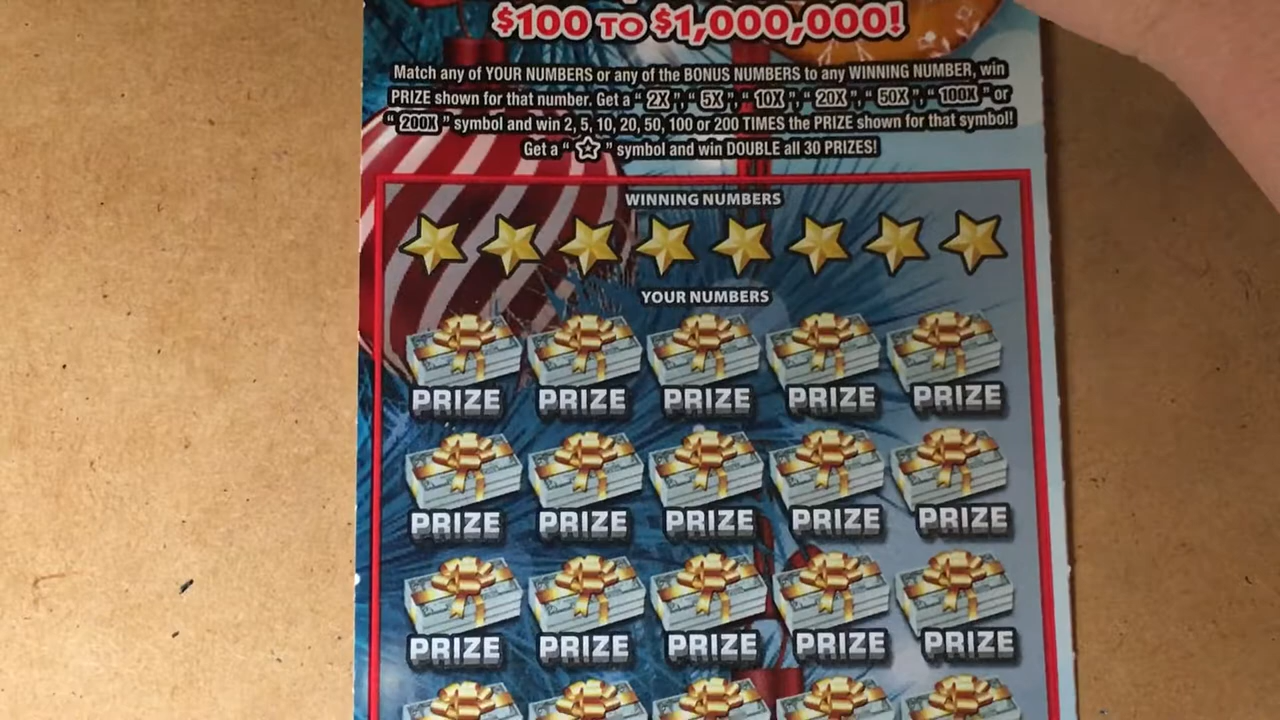 $100 TO $1,000,000!
Match any of YOUR NUMBERS or any of the BONUS NUMBERS to any WINNING NUMBER, win
PRIZE shown for that number. Get a " 2X ", " 5X ", " 10X ", " 20X ", " 50X ", " 100X " or
" 200X " symbol and win 2, 5, 10, 20, 50, 100 or 200 TIMES the PRIZE shown for that symbol!
Get a " " symbol and win DOUBLE all 30 PRIZES!
WINNING NUMBERS
YOUR NUMBERS
PRIZE PRIZE PRIZE PRIZE PRIZE
PRIZE PRIZE PRIZE PRIZE PRIZE
PRIZE PRIZE PRIZE PRIZE PRIZE